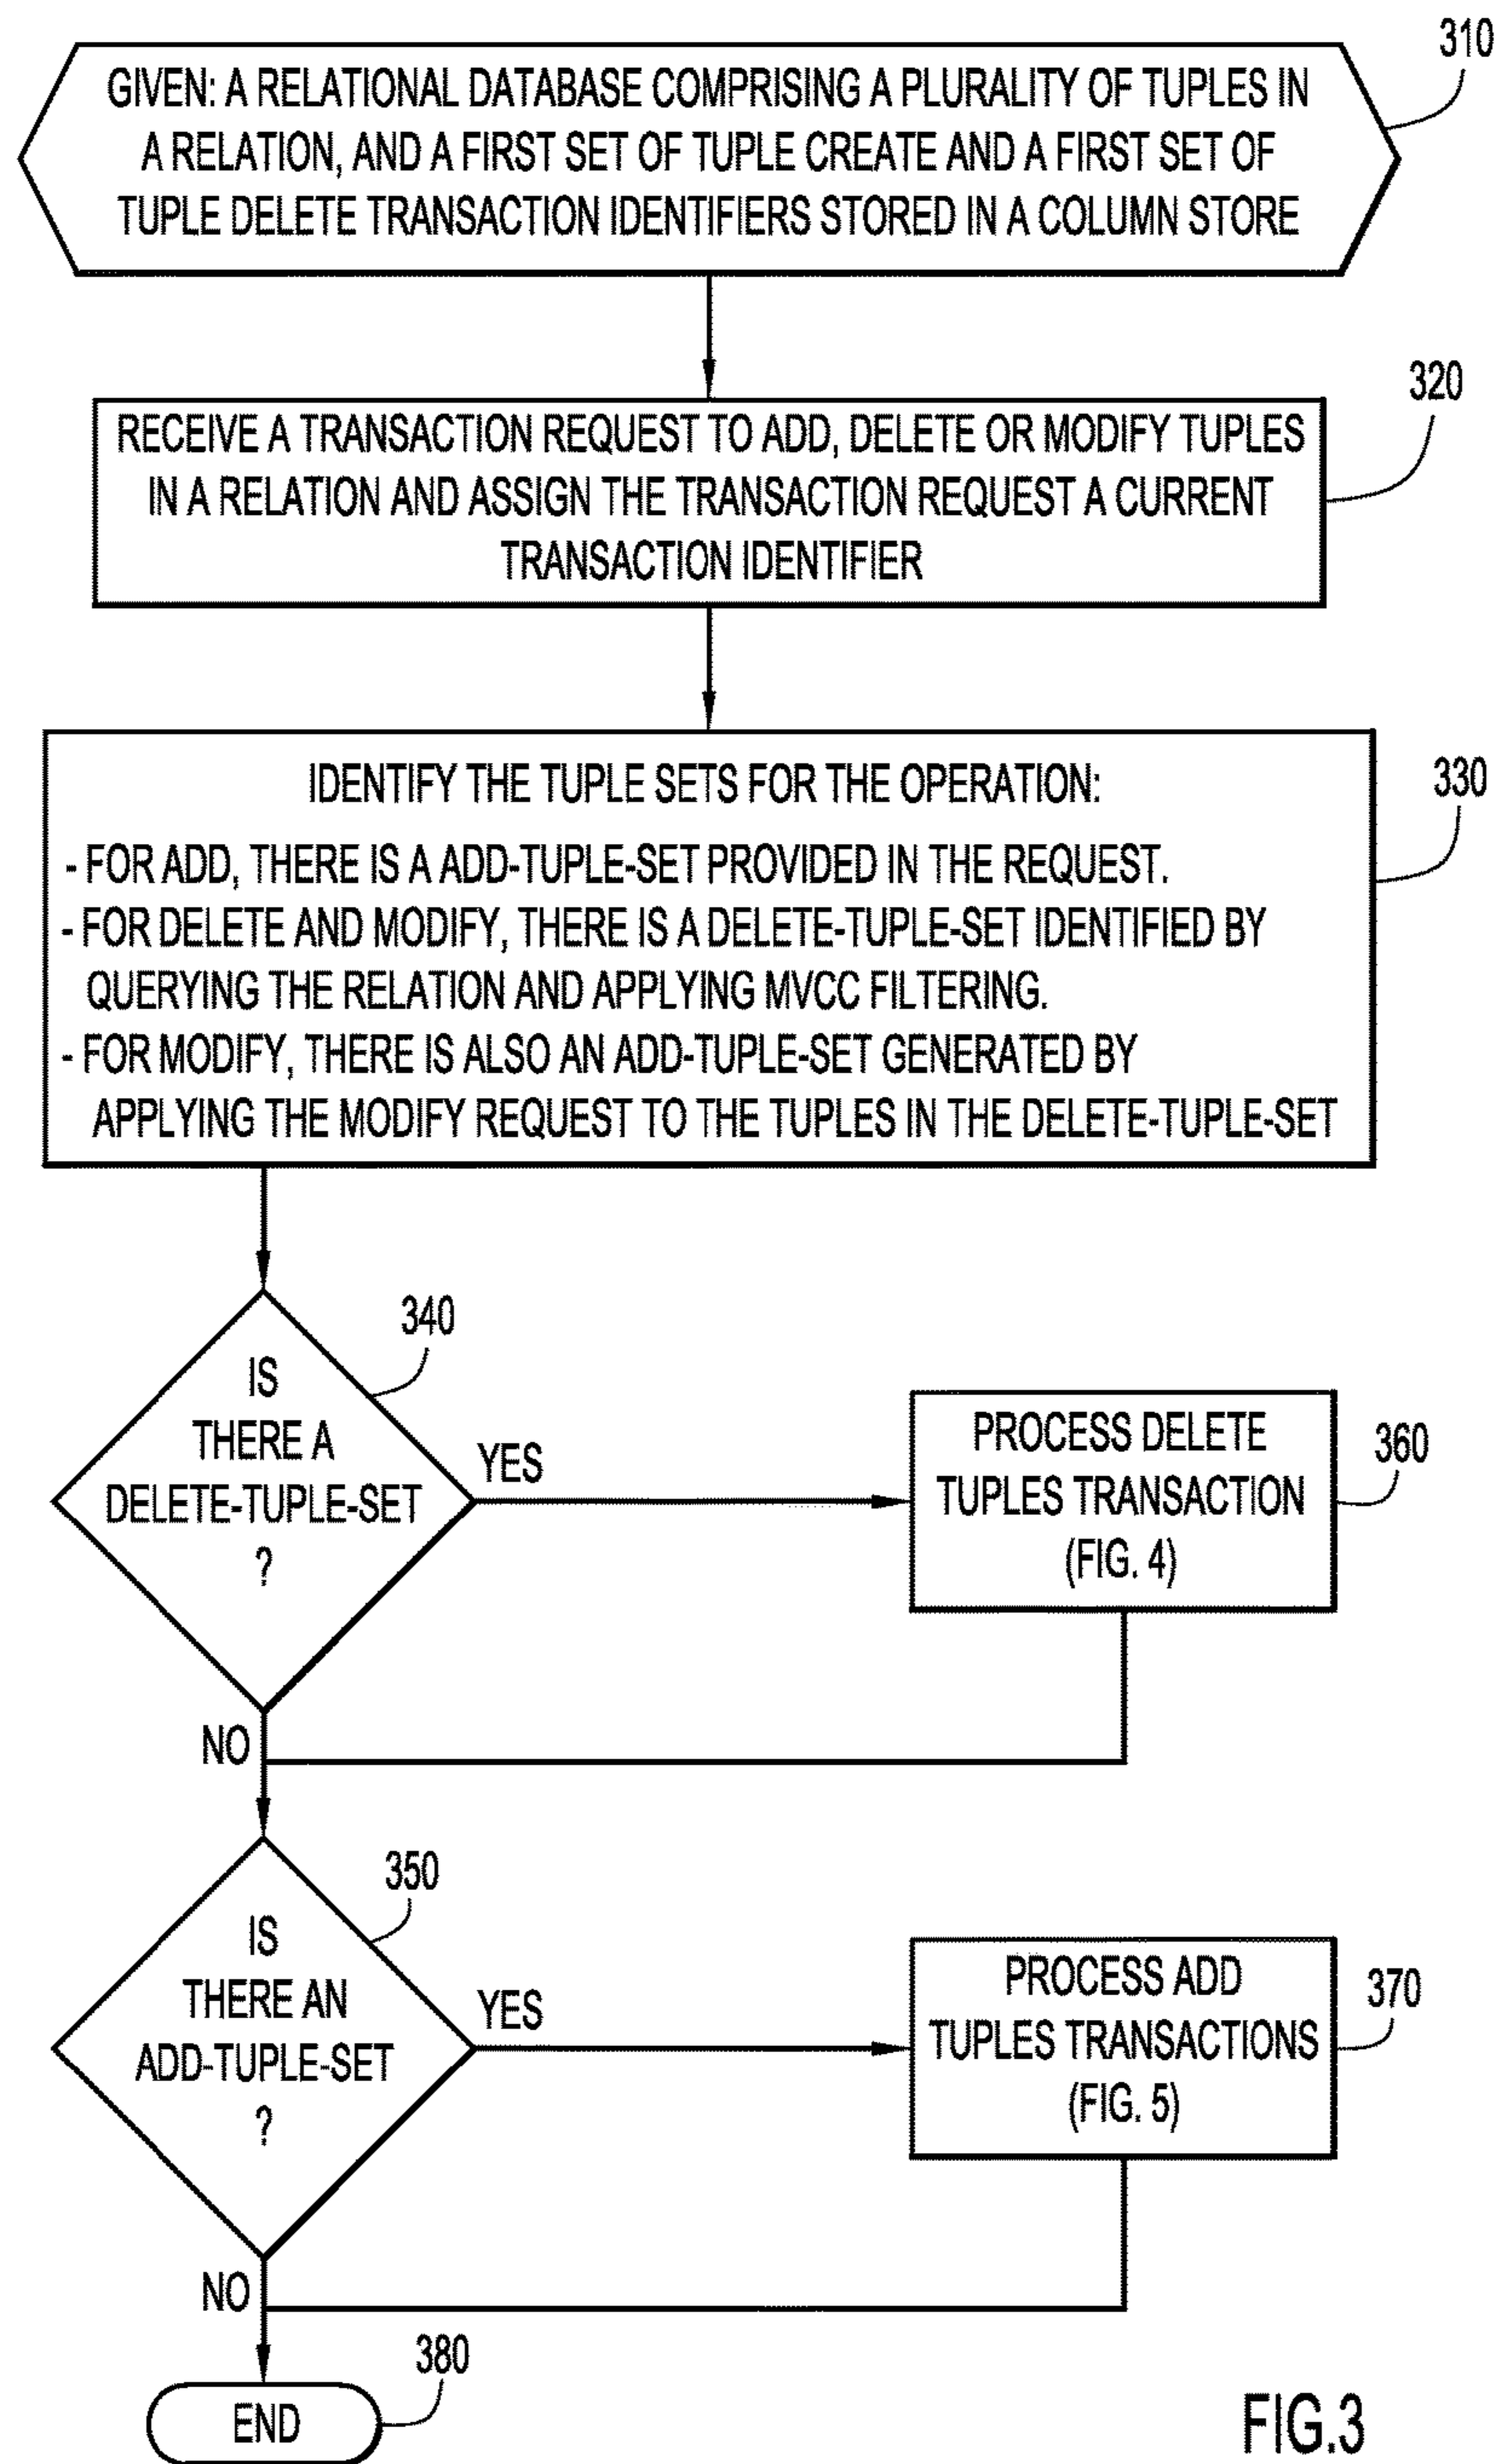 310
GIVEN: A RELATIONAL DATABASE COMPRISING A PLURALITY OF TUPLES IN
A RELATION, AND A FIRST SET OF TUPLE CREATE AND A FIRST SET OF
TUPLE DELETE TRANSACTION IDENTIFIERS STORED IN A COLUMN STORE
320
RECEIVE A TRANSACTION REQUEST TO ADD, DELETE OR MODIFY TUPLES
IN A RELATION AND ASSIGN THE TRANSACTION REQUEST A CURRENT
TRANSACTION IDENTIFIER
330
IDENTIFY THE TUPLE SETS FOR THE OPERATION:
- FOR ADD, THERE IS A ADD-TUPLE-SET PROVIDED IN THE REQUEST.
- FOR DELETE AND MODIFY, THERE IS A DELETE-TUPLE-SET IDENTIFIED BY
QUERYING THE RELATION AND APPLYING MVCC FILTERING.
- FOR MODIFY, THERE IS ALSO AN ADD-TUPLE-SET GENERATED BY
APPLYING THE MODIFY REQUEST TO THE TUPLES IN THE DELETE-TUPLE-SET
340
IS
THERE A
DELETE-TUPLE-SET
?
YES
PROCESS DELETE
TUPLES TRANSACTION
(FIG. 4)
360
NO
350
IS
THERE AN
ADD-TUPLE-SET
?
YES
PROCESS ADD
TUPLES TRANSACTIONS
(FIG. 5)
370
NO
380
END
FIG.3